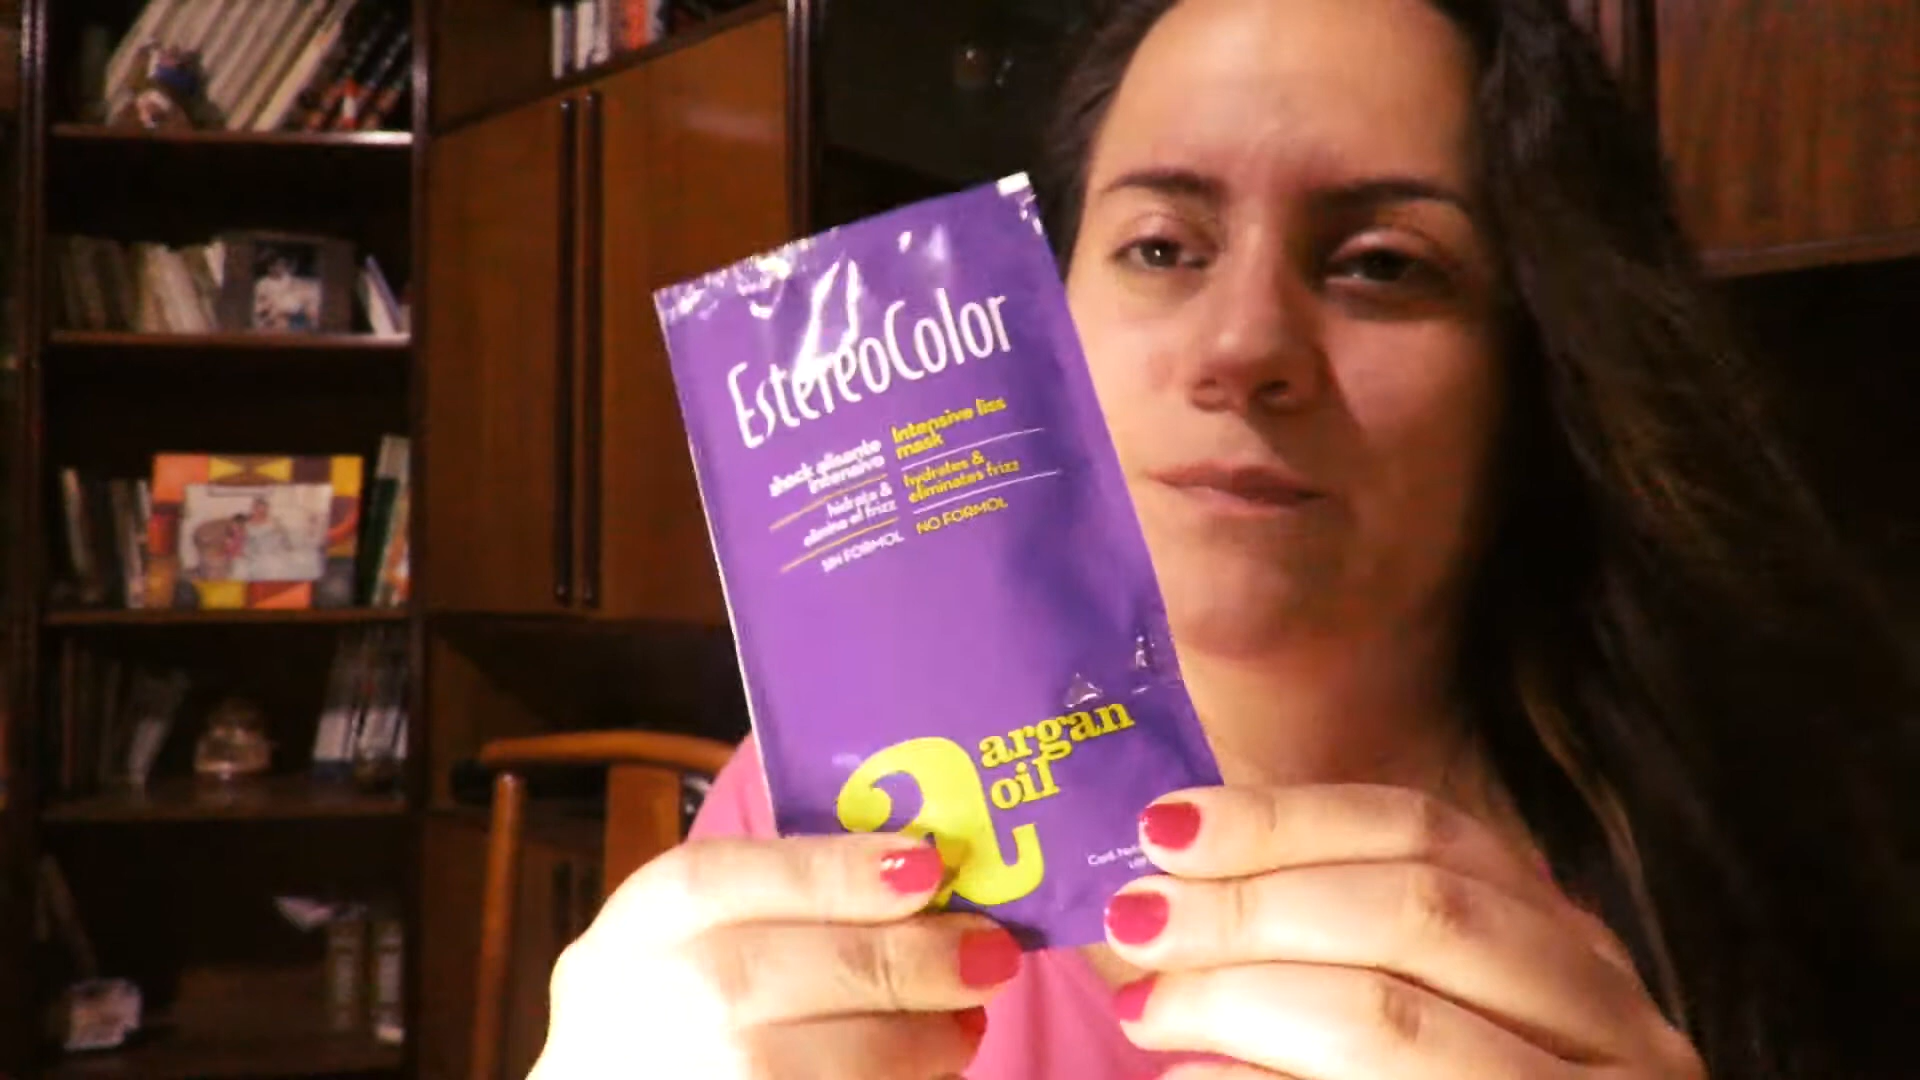 EstereoColor
shock alisante
intensivo
hidrata &
elimina el frizz
SIN FORMOL
Intensive liss
mask
hydrates &
eliminates frizz
NO FORMOL
a
argan
oil
Cont.